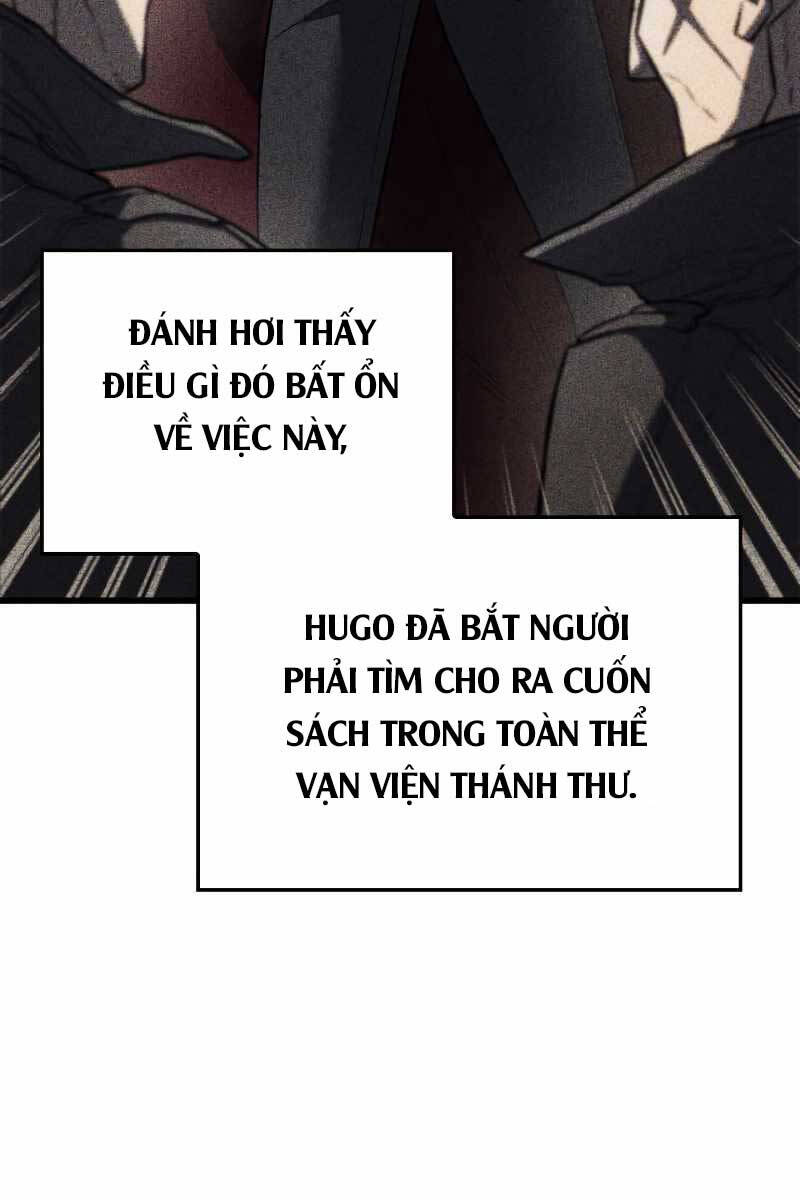 ĐÁNH HƠI THẤY
ĐIỀU GÌ ĐÓ BẤT ỔN
VỀ VIỆC NÀY,
HUGO ĐÃ BẮT NGƯỜI
PHẢI TÌM CHO RA CUỐN
SÁCH TRONG TOÀN THỂ
VẠN VIỆN THÁNH THƯ.